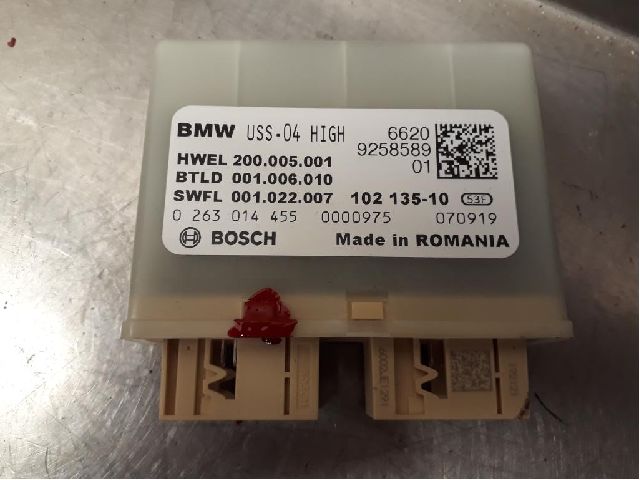 BMW USS-04 HIGH 6620
9258589
HWEL 200.005.001 01
BTLD 001.006.010
SWFL 001.022.007 102 135-10
0 263 014 455 0000975 070919
BOSCH Made in ROMANIA